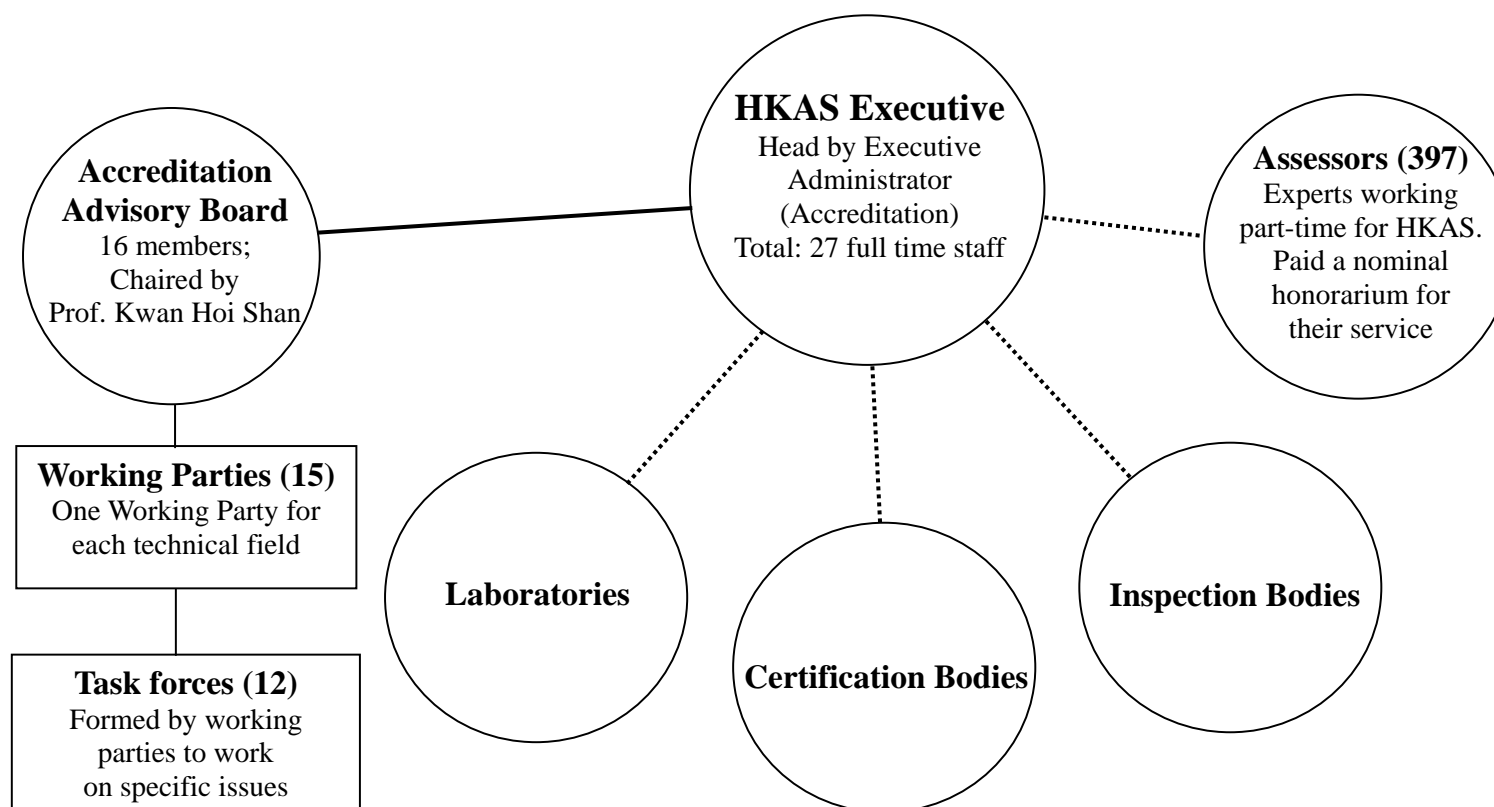 HKAS Executive
Head by Executive
Administrator
(Accreditation)
Total: 27 full time staff
Accreditation
Advisory Board
16 members;
Chaired by
Prof. Kwan Hoi Shan
Assessors (397)
Experts working
part-time for HKAS.
Paid a nominal
honorarium for
their service
Working Parties (15)
One Working Party for
each technical field
Task forces (12)
Formed by working
parties to work
on specific issues
Laboratories
Certification Bodies
Inspection Bodies